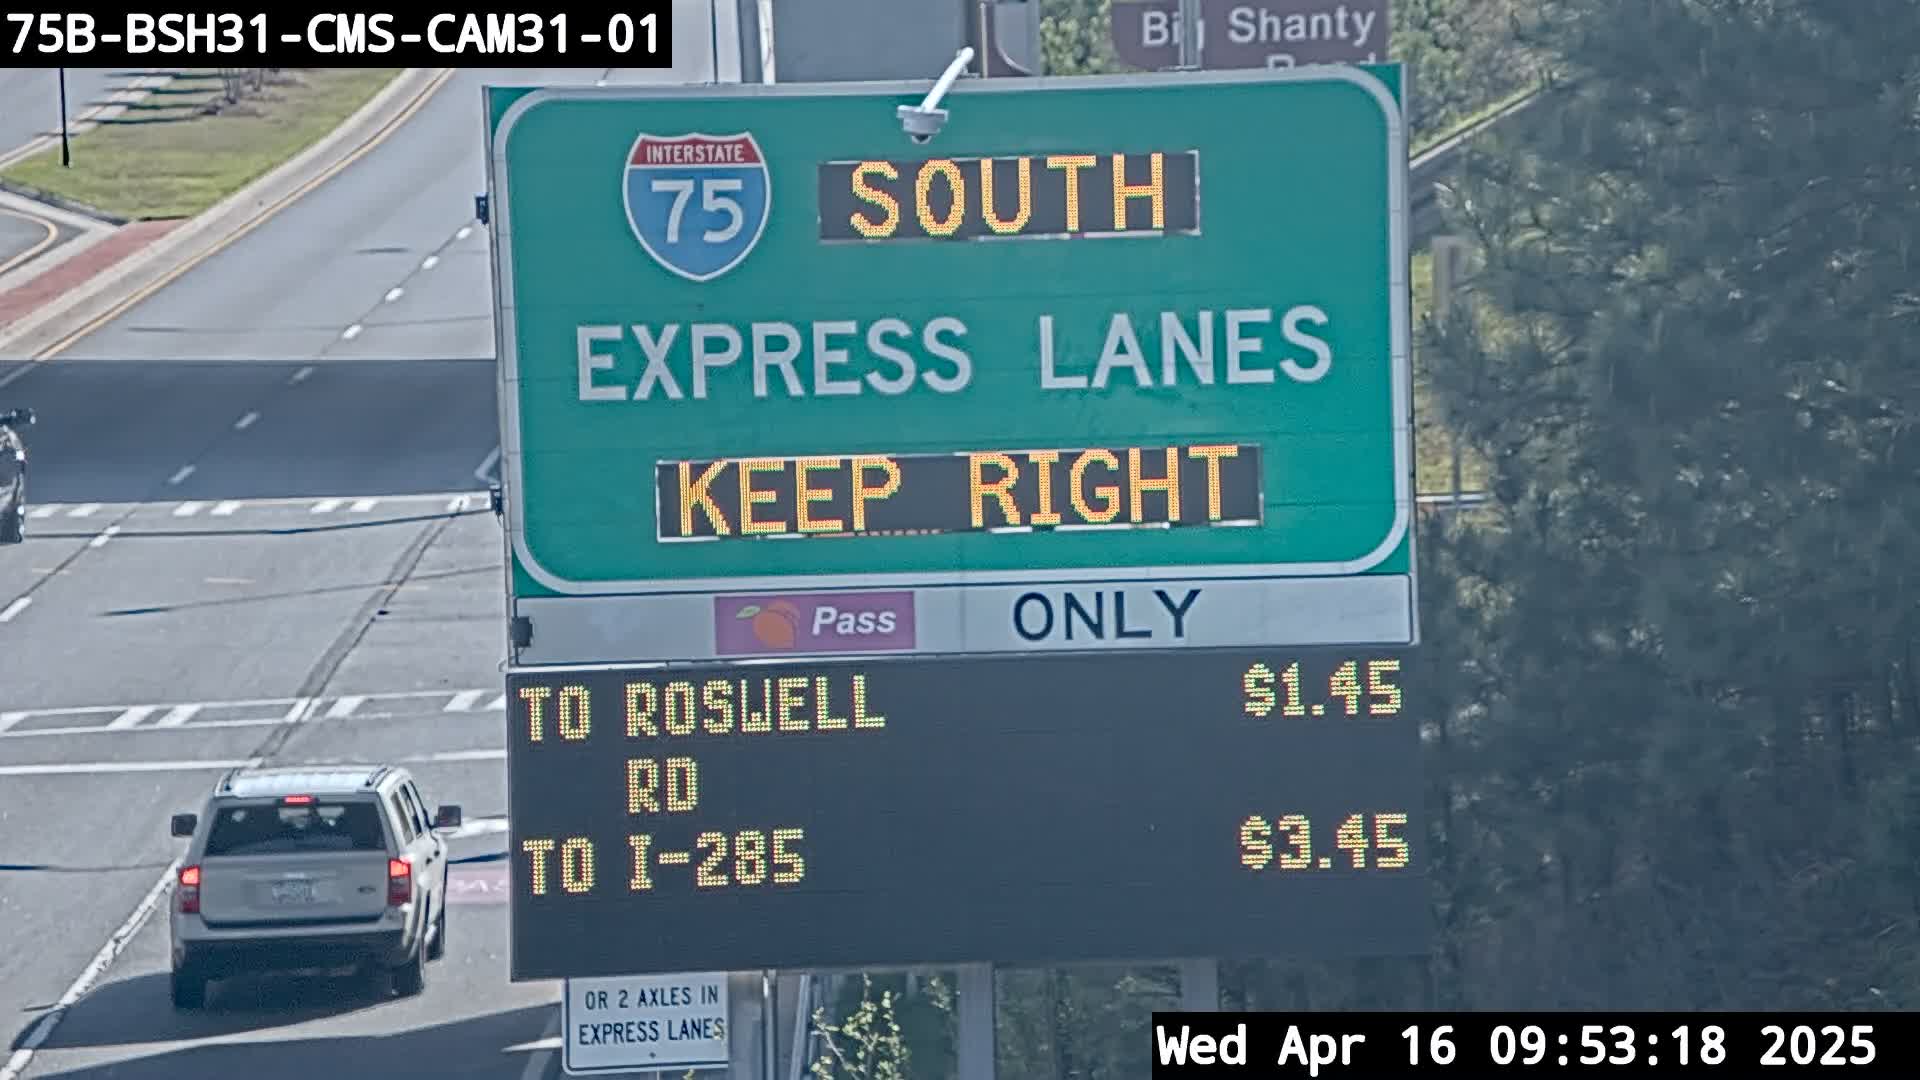 75B-BSH31-CMS-CAM31-01
Big Shanty
Road
INTERSTATE
75
SOUTH
EXPRESS LANES
KEEP RIGHT
Pass
ONLY
TO ROSWELL $1.45
RD
TO I-285 $3.45
OR 2 AXLES IN
EXPRESS LANES
Wed Apr 16 09:53:18 2025